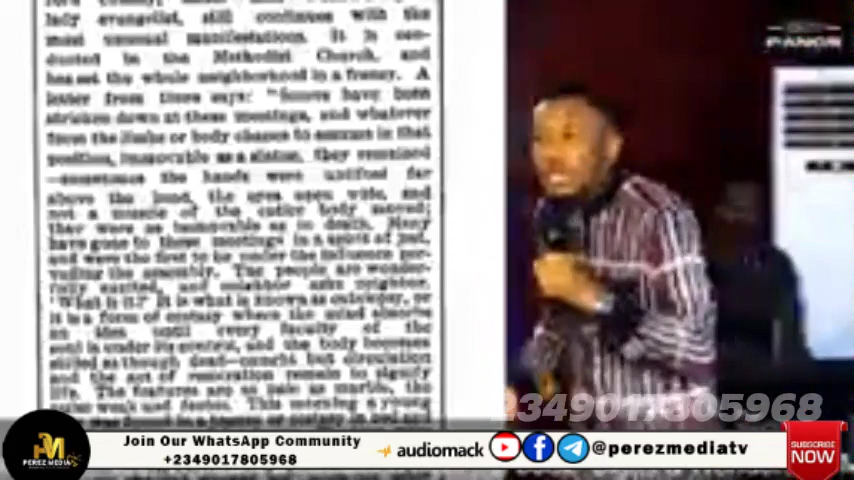 lady evangelist, still continues with the
most unusual manifestations. It is con-
ducted in the Methodist Church, and
has set the whole neighborhood in a frenzy. A
letter from there says: "Scores have been
stricken down at these meetings, and whatever
from the limbs or body chance to assume in that
position, immovable as a statue, they remained
—sometimes the hands were uplifted far
above the head, the eyes open wide, and
not a muscle of the entire body moved;
they were as immovable as in death. Many
have gone to these meetings in a spirit of jest,
and were the first to be under the influence per-
vading the assembly. The people are wonder-
fully excited, and neighbor asks neighbor,
'What is it?' It is what is known as catalepsy, or
it is a form of ecstasy where the mind absorbs
an idea until every faculty of the
soul is under its control, and the body becomes
stilled as though dead—naught but circulation
and the act of respiration remain to signify
life. The features are as pale as marble, the
pulse weak and feeble. This morning a young
PANOR
2349017805968
PM
PEREZ MEDIA
Join Our WhatsApp Community
+2349017805968
audiomack
@perezmediatv
SUBSCRIBE
NOW